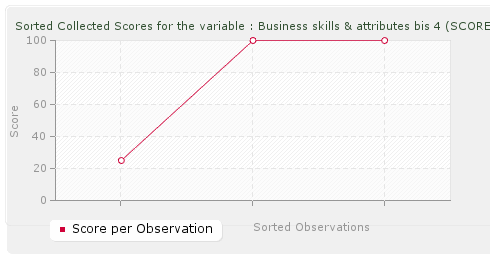 Sorted Collected Scores for the variable : Business skills & attributes bis 4 (SCORE
100
80
60
40
20
0
Score
Sorted Observations
Score per Observation